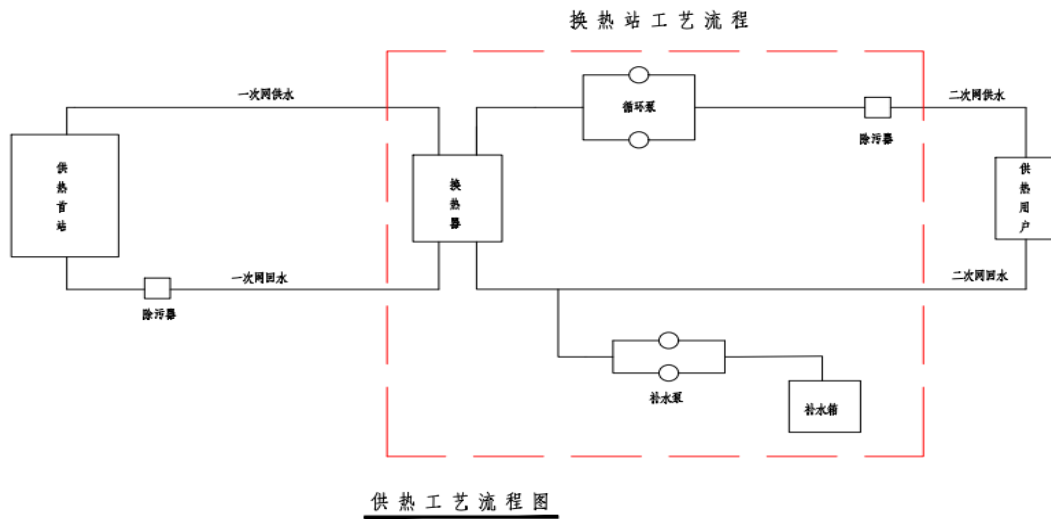 换热站工艺流程
一次网供水
循环泵
二次网供水
除污器
供热首站
换热器
供热用户
一次网回水
二次网回水
除污器
补水泵
补水箱
供热工艺流程图